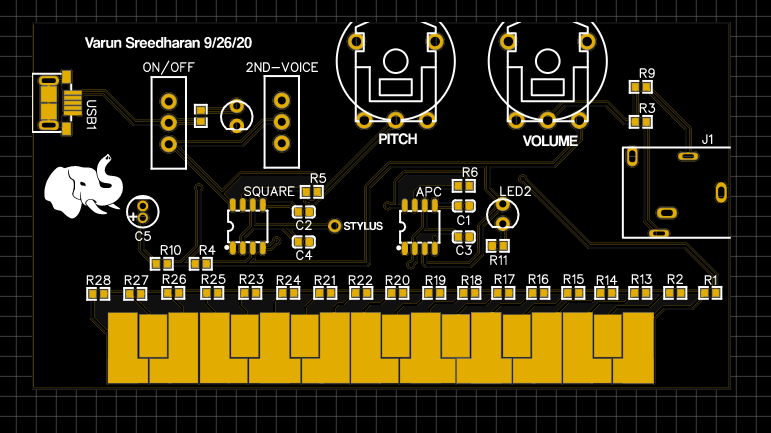 Varun Sreedharan 9/26/20
ON/OFF
2ND-VOICE
PITCH
VOLUME
R9
R3
J1
USB1
SQUARE
R5
APC
R6
LED2
C2
C1
STYLUS
+
C5
C4
C3
R11
R10
R4
R28
R27
R26
R25
R23
R24
R21
R22
R20
R19
R18
R17
R16
R15
R14
R13
R2
R1